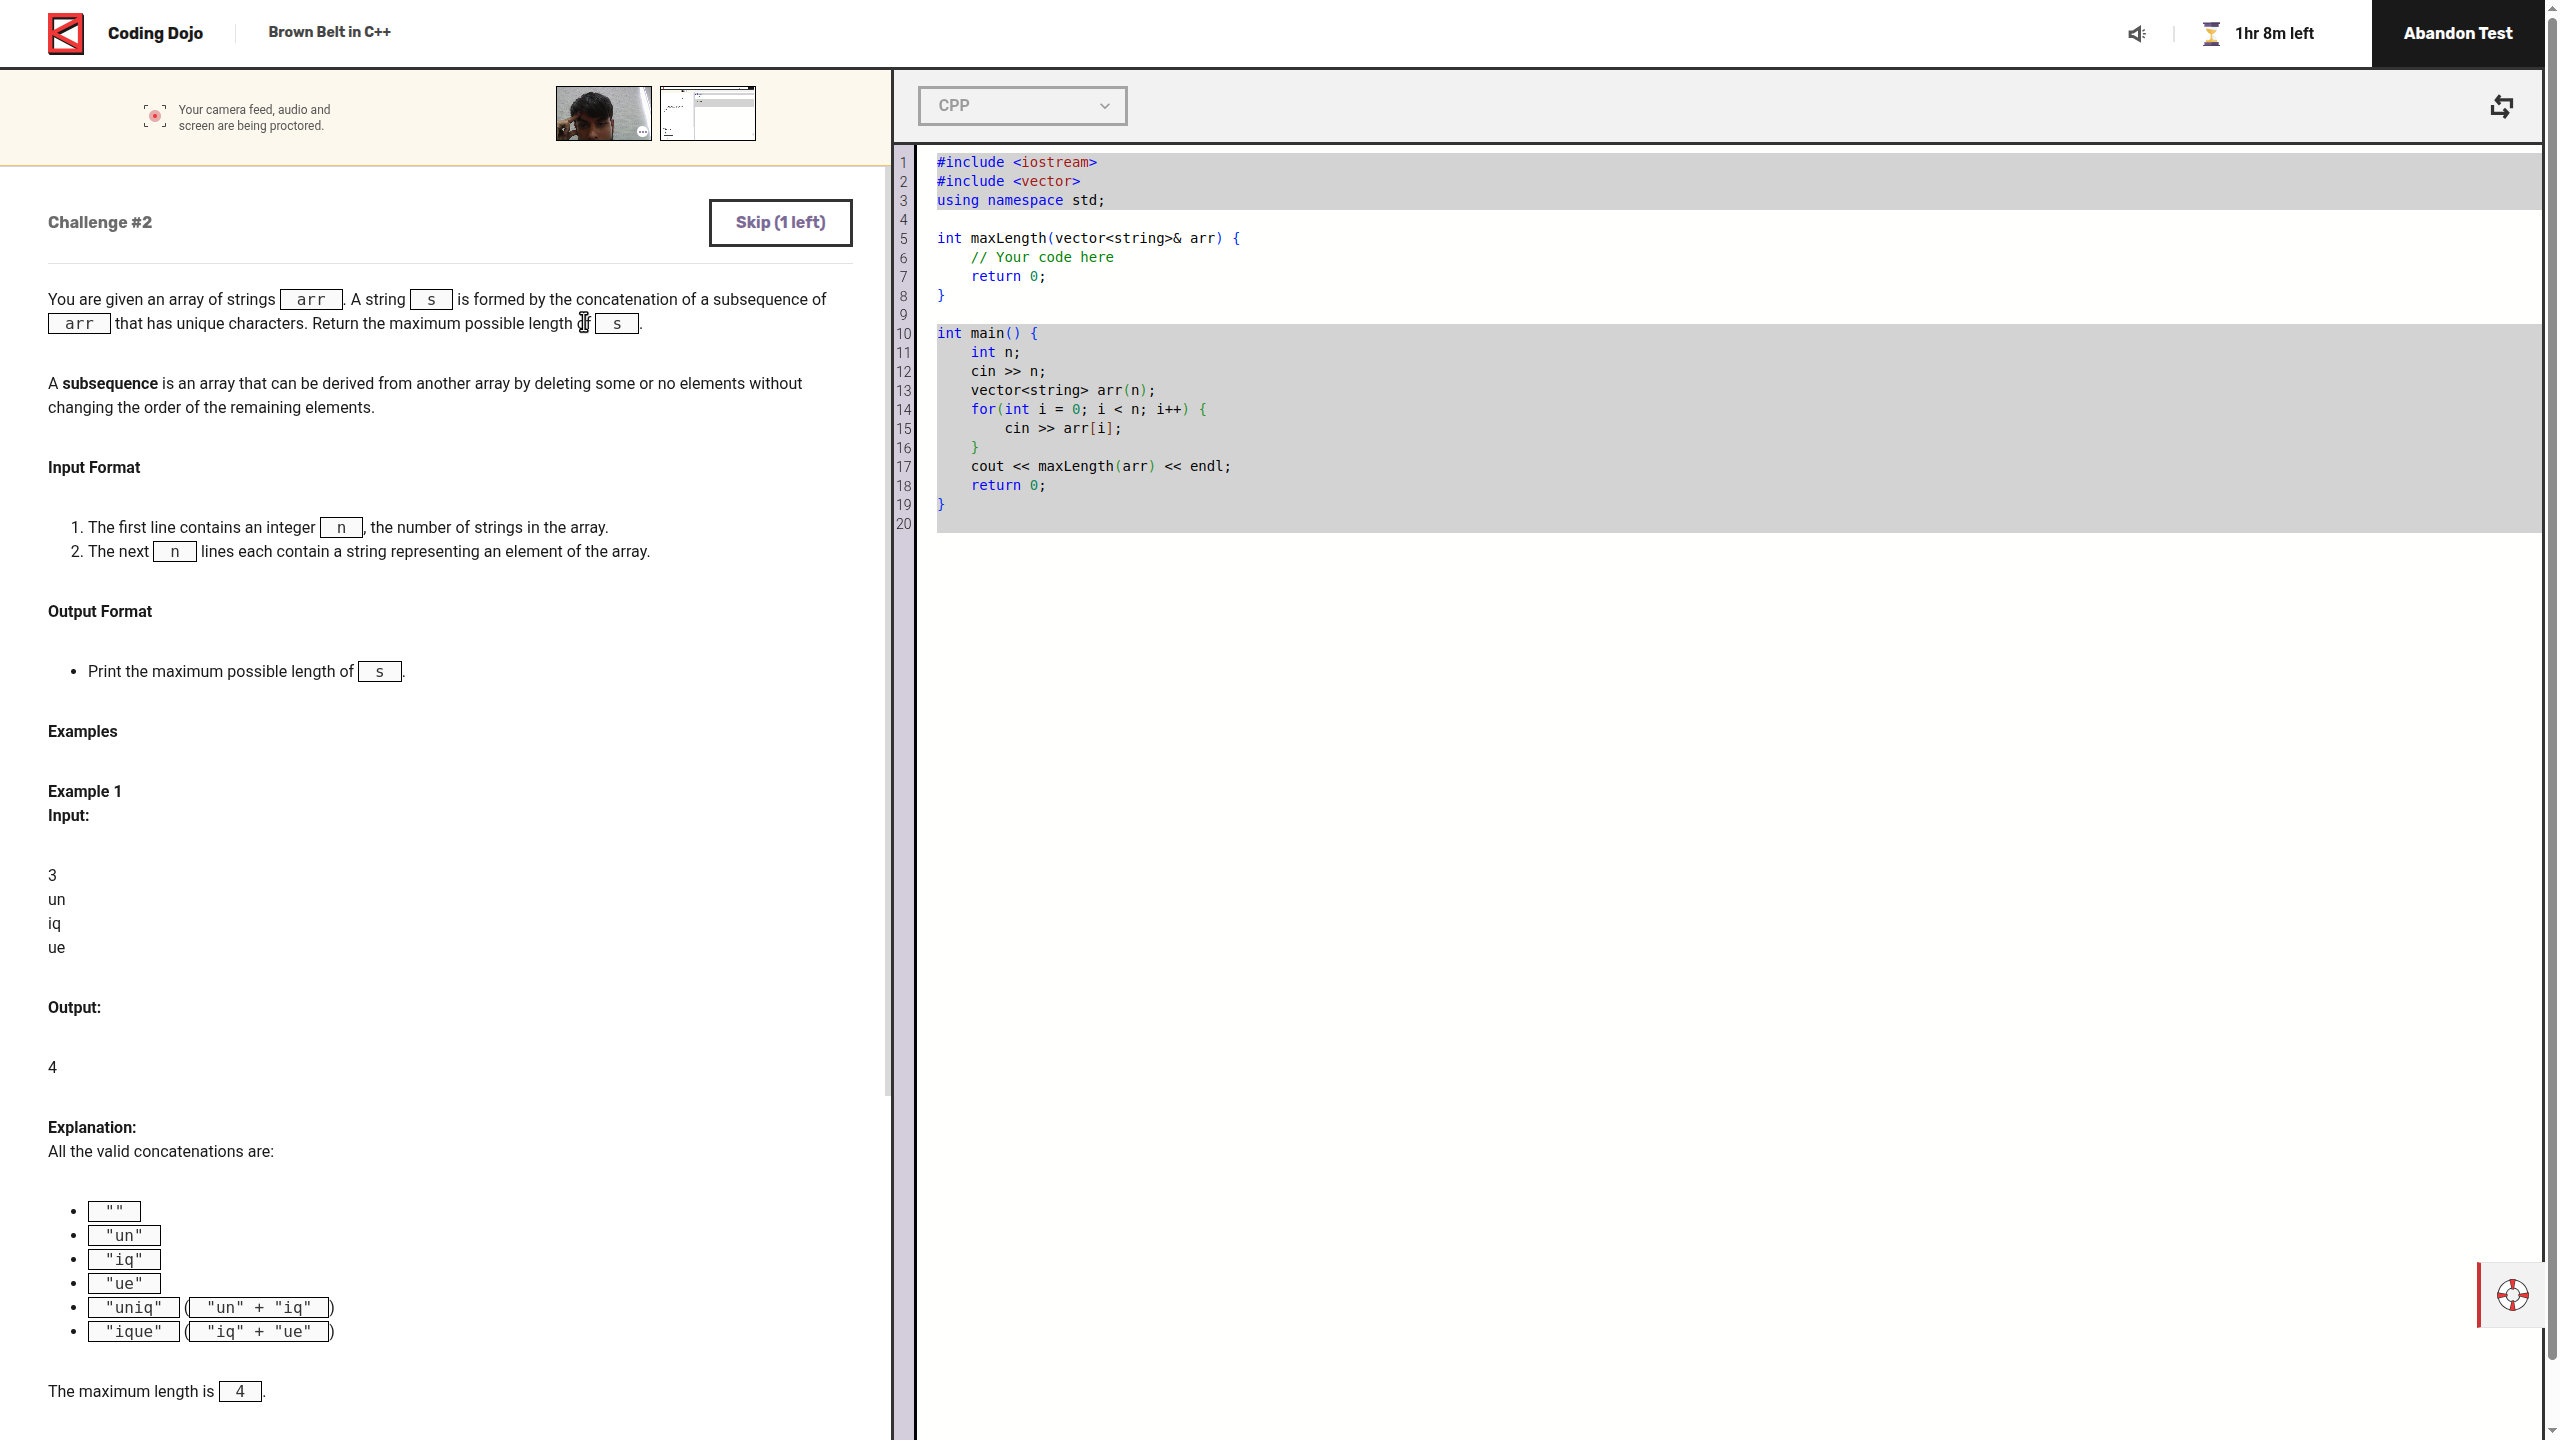 Coding Dojo
Brown Belt in C++
1hr 8m left
Abandon Test
Your camera feed, audio and
screen are being proctored.
CPP
Challenge #2
Skip (1 left)
You are given an array of strings arr. A string s is formed by the concatenation of a subsequence of
arr that has unique characters. Return the maximum possible length of s.
A subsequence is an array that can be derived from another array by deleting some or no elements without
changing the order of the remaining elements.
Input Format
1. The first line contains an integer n, the number of strings in the array.
2. The next n lines each contain a string representing an element of the array.
Output Format
• Print the maximum possible length of s.
Examples
Example 1
Input:
3
un
iq
ue
Output:
4
Explanation:
All the valid concatenations are:
• ""
• "un"
• "iq"
• "ue"
• "uniq" ("un" + "iq")
• "ique" ("iq" + "ue")
The maximum length is 4.
1 #include <iostream>
2 #include <vector>
3 using namespace std;
4
5 int maxLength(vector<string>& arr) {
6     // Your code here
7     return 0;
8 }
9
10 int main() {
11     int n;
12     cin >> n;
13     vector<string> arr(n);
14     for(int i = 0; i < n; i++) {
15         cin >> arr[i];
16     }
17     cout << maxLength(arr) << endl;
18     return 0;
19 }
20